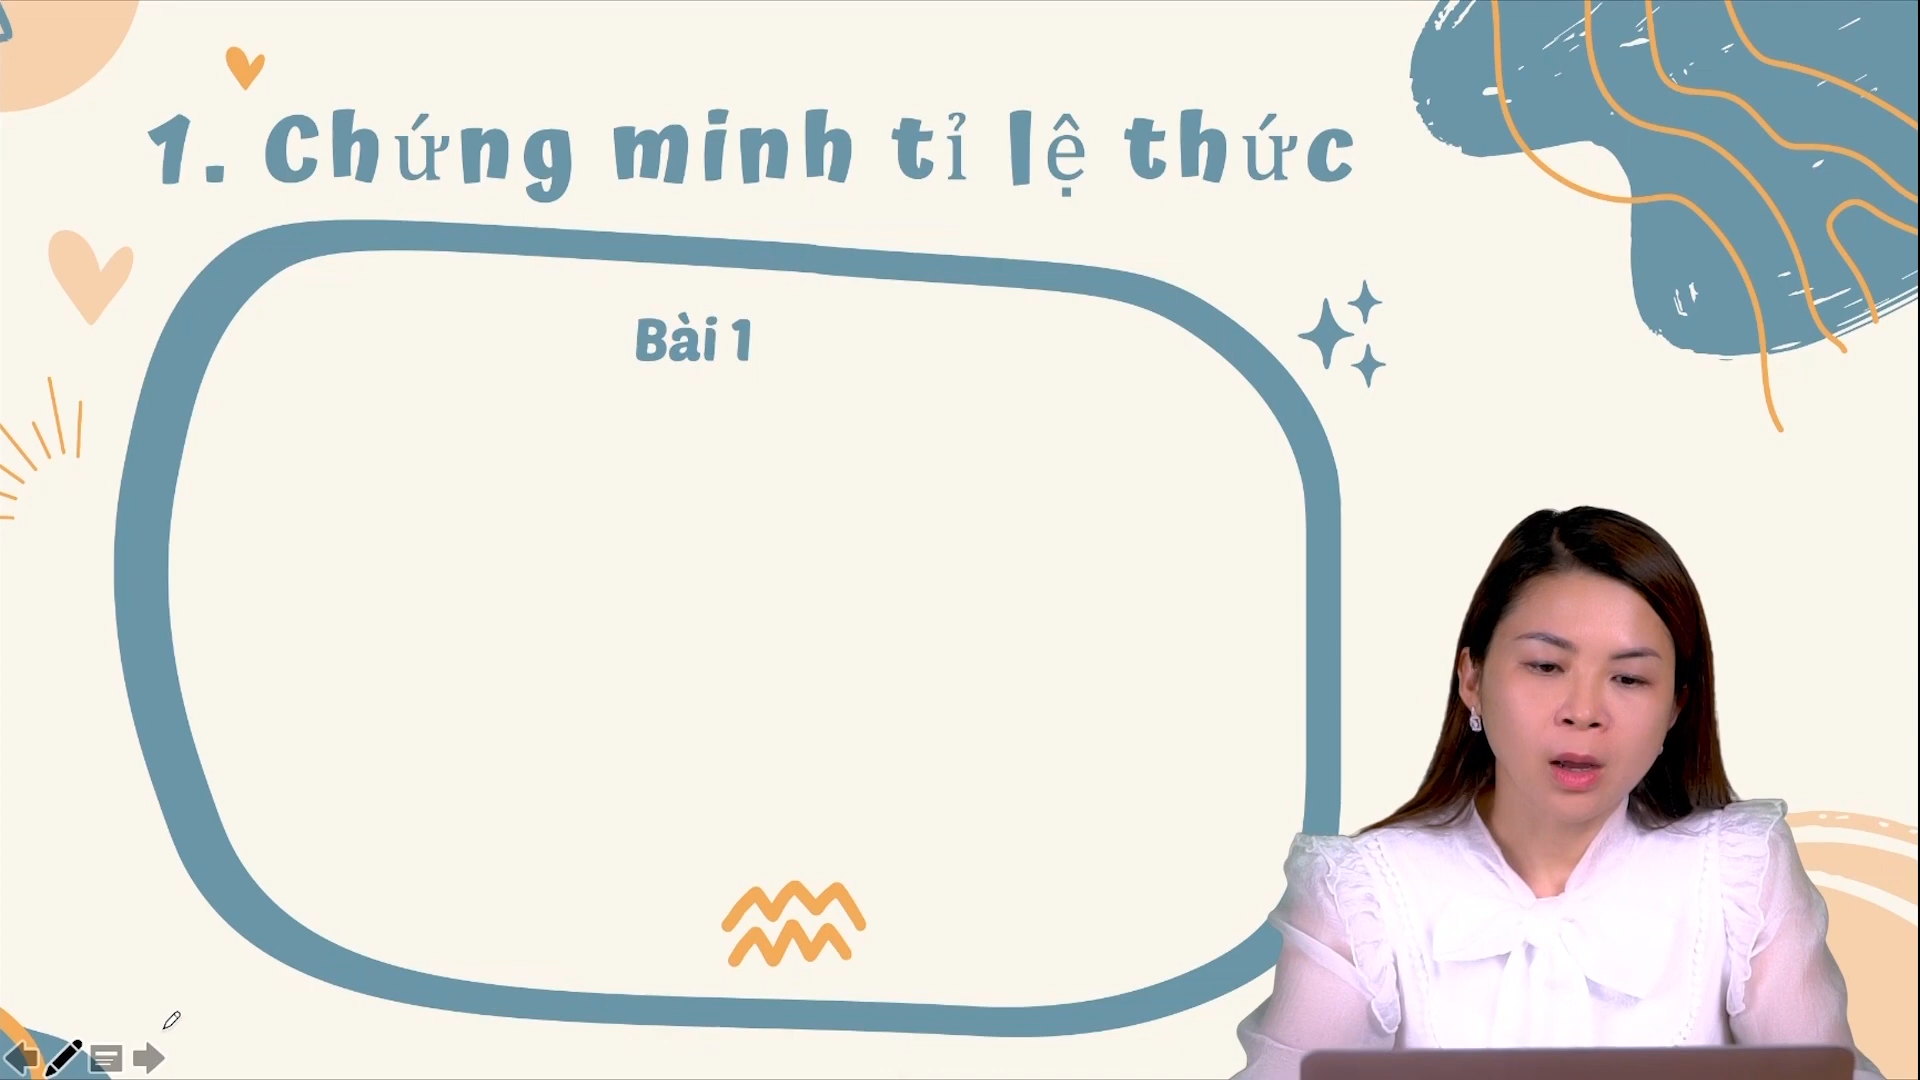 1. Chứng minh tỉ lệ thức
Bài 1